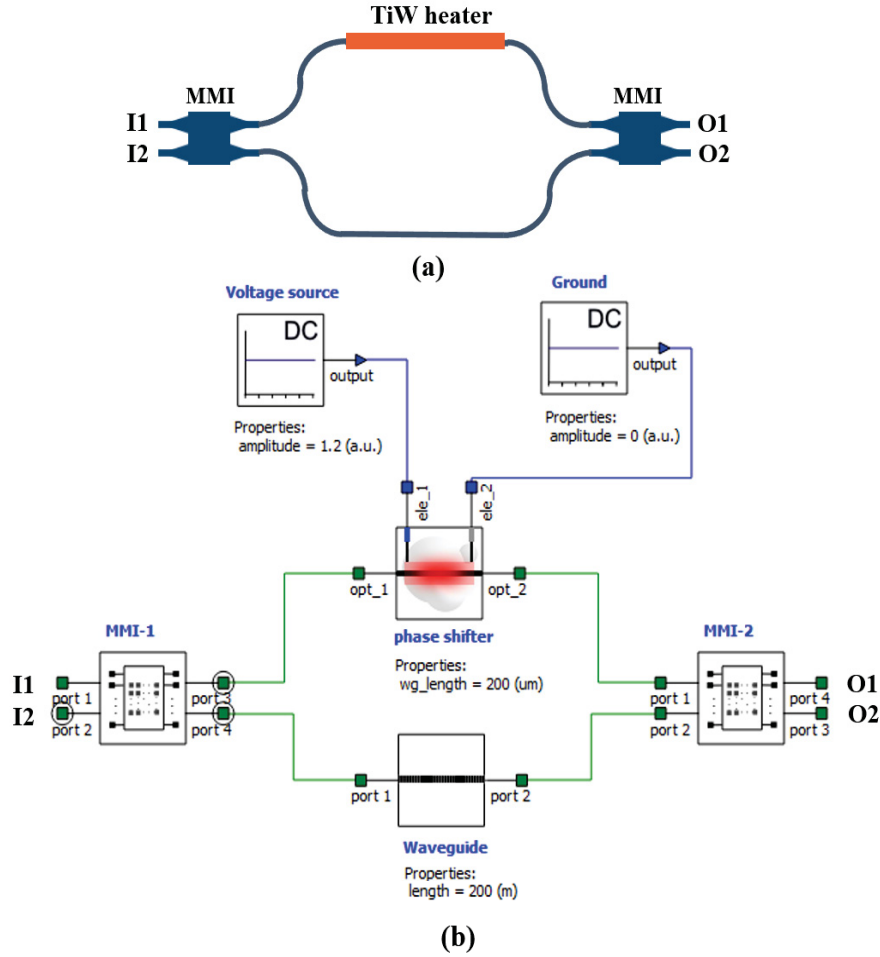 TiW heater
MMI
MMI
I1
O1
I2
O2
(a)
Voltage source
Ground
DC
DC
output
output
Properties:
amplitude = 1.2 (a.u.)
Properties:
amplitude = 0 (a.u.)
ele_1
ele_2
opt_1
opt_2
MMI-1
phase shifter
MMI-2
Properties:
wg_length = 200 (um)
I1
port 1
port 3
port 1
port 4
O1
I2
port 2
port 4
port 2
port 3
O2
port 1
port 2
Waveguide
Properties:
length = 200 (m)
(b)